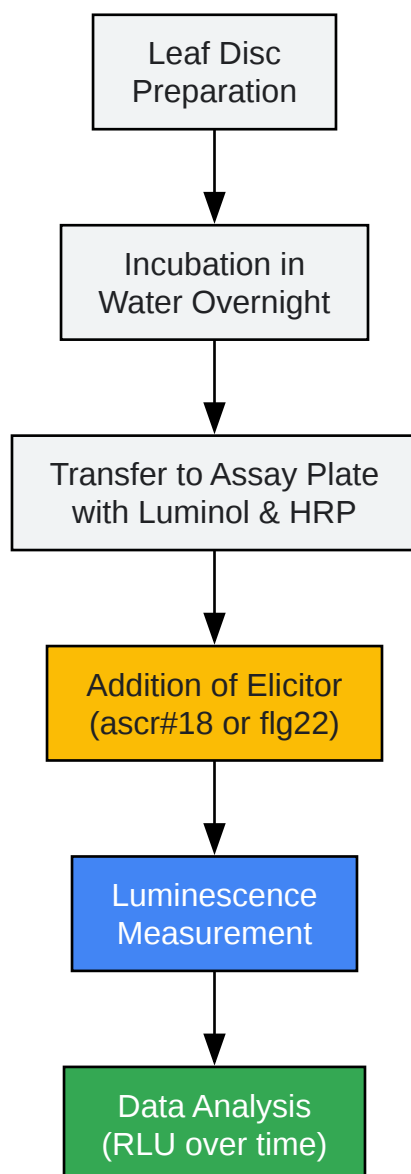 Leaf Disc
Preparation
Incubation in
Water Overnight
Transfer to Assay Plate
with Luminol & HRP
Addition of Elicitor
(ascr#18 or flg22)
Luminescence
Measurement
Data Analysis
(RLU over time)